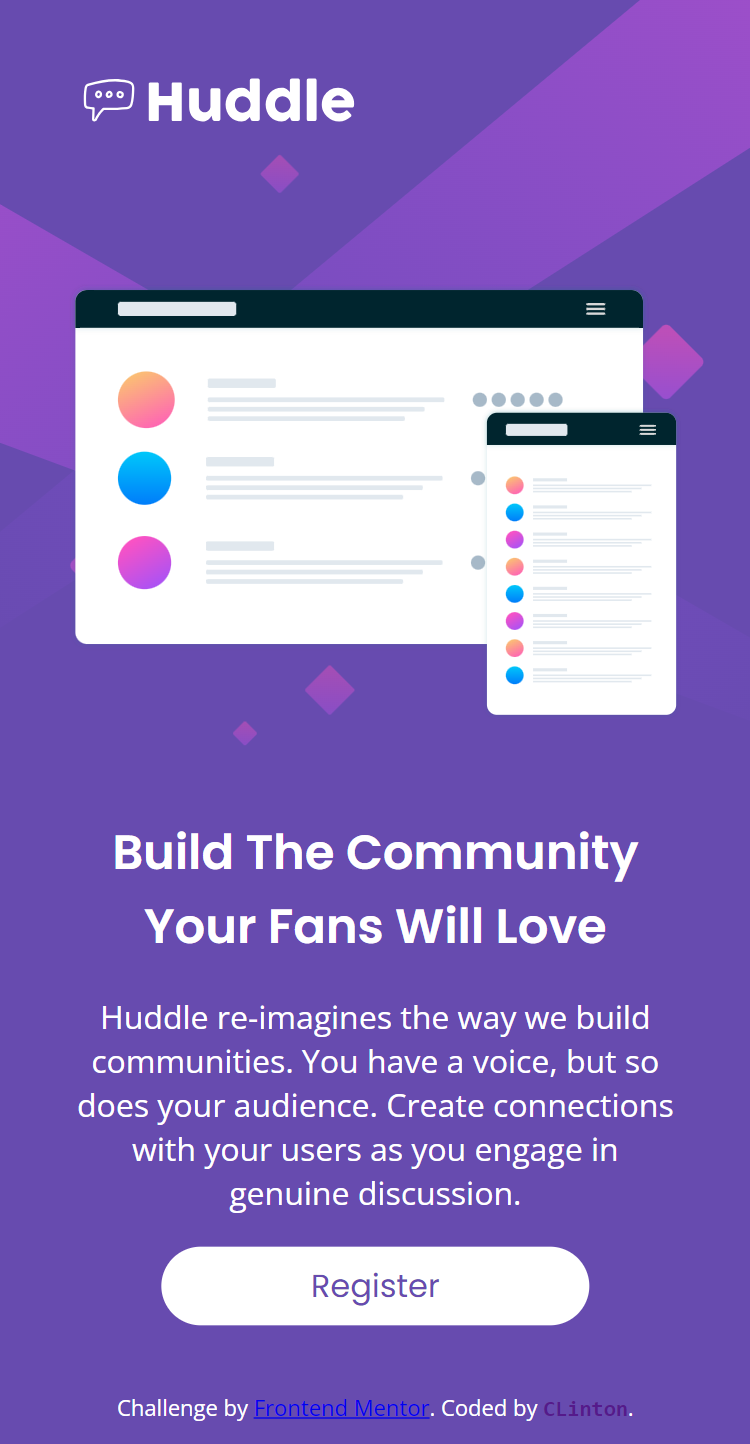 Huddle
Build The Community
Your Fans Will Love
Huddle re-imagines the way we build
communities. You have a voice, but so
does your audience. Create connections
with your users as you engage in
genuine discussion.
Register
Challenge by Frontend Mentor. Coded by CLinton.